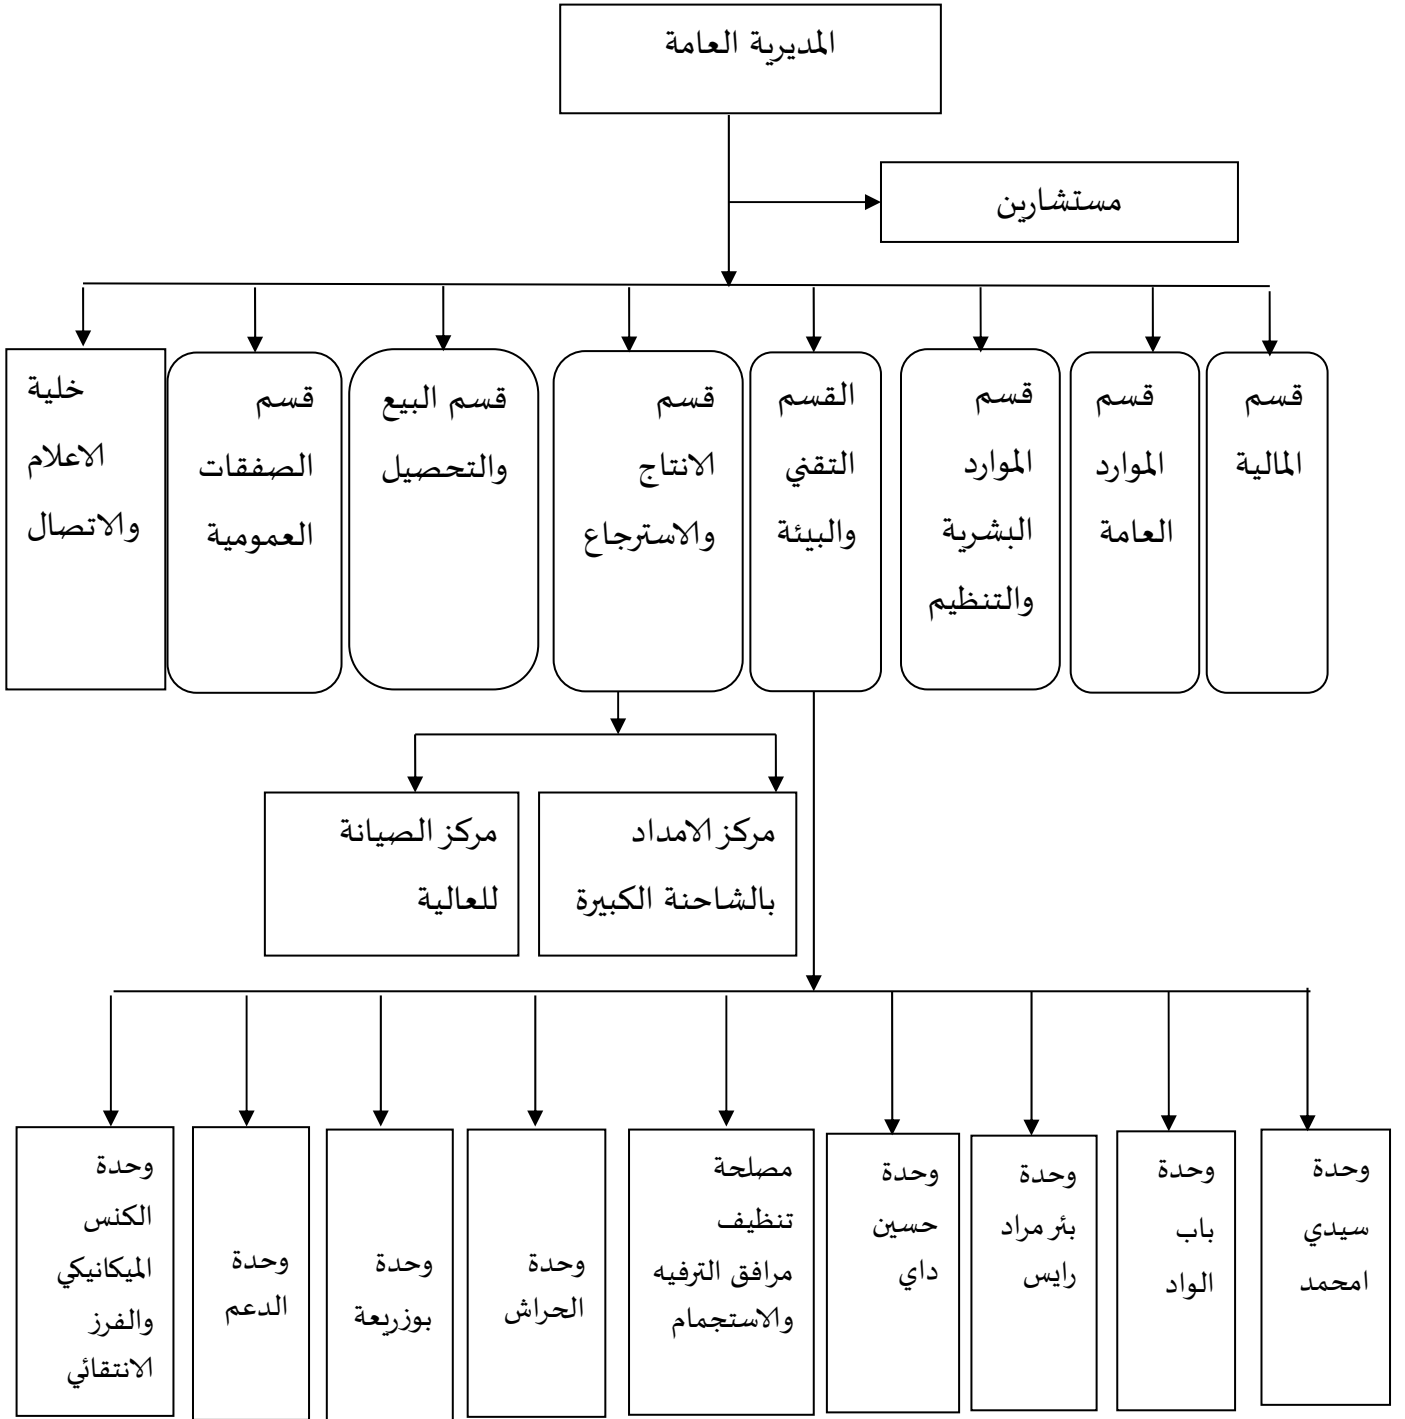 المديرية العامة
مستشارين
قسم
المالية
قسم
الموارد
العامة
قسم
الموارد
البشرية
والتنظيم
القسم
التقني
والبيئة
قسم
الانتاج
والاسترجاع
قسم البيع
والتحصيل
قسم
الصفقات
العمومية
خلية
الاعلام
والاتصال
مركز الامداد
بالشاحنة الكبيرة
مركز الصيانة
للعالية
وحدة
سيدي
امحمد
وحدة
باب
الواد
وحدة
بئر مراد
رايس
وحدة
حسين
داي
مصلحة
تنظيف
مرافق الترفيه
والاستجمام
وحدة
الحراش
وحدة
بوزريعة
وحدة
الدعم
وحدة
الكنس
الميكانيكي
والفرز
الانتقائي